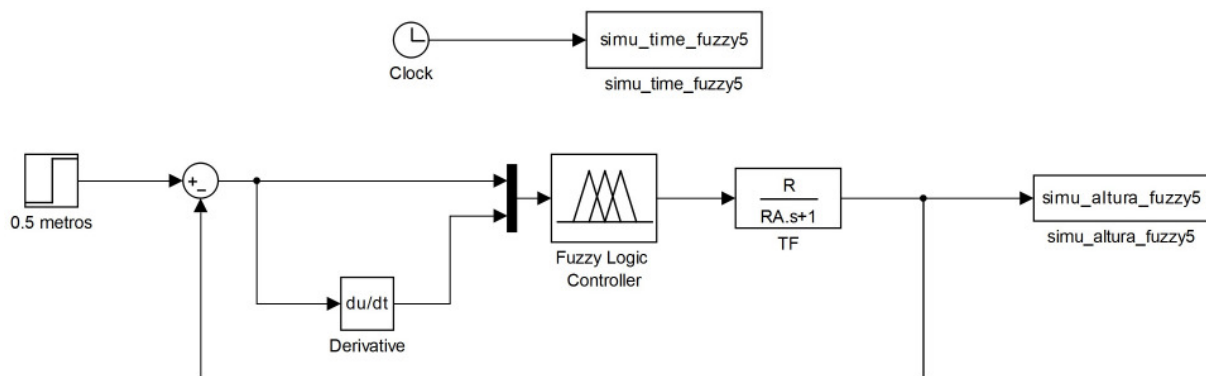 simu_time_fuzzy5
Clock
simu_time_fuzzy5
+
-
0.5 metros
R
RA.s+1
TF
simu_altura_fuzzy5
simu_altura_fuzzy5
Fuzzy Logic
Controller
du/dt
Derivative